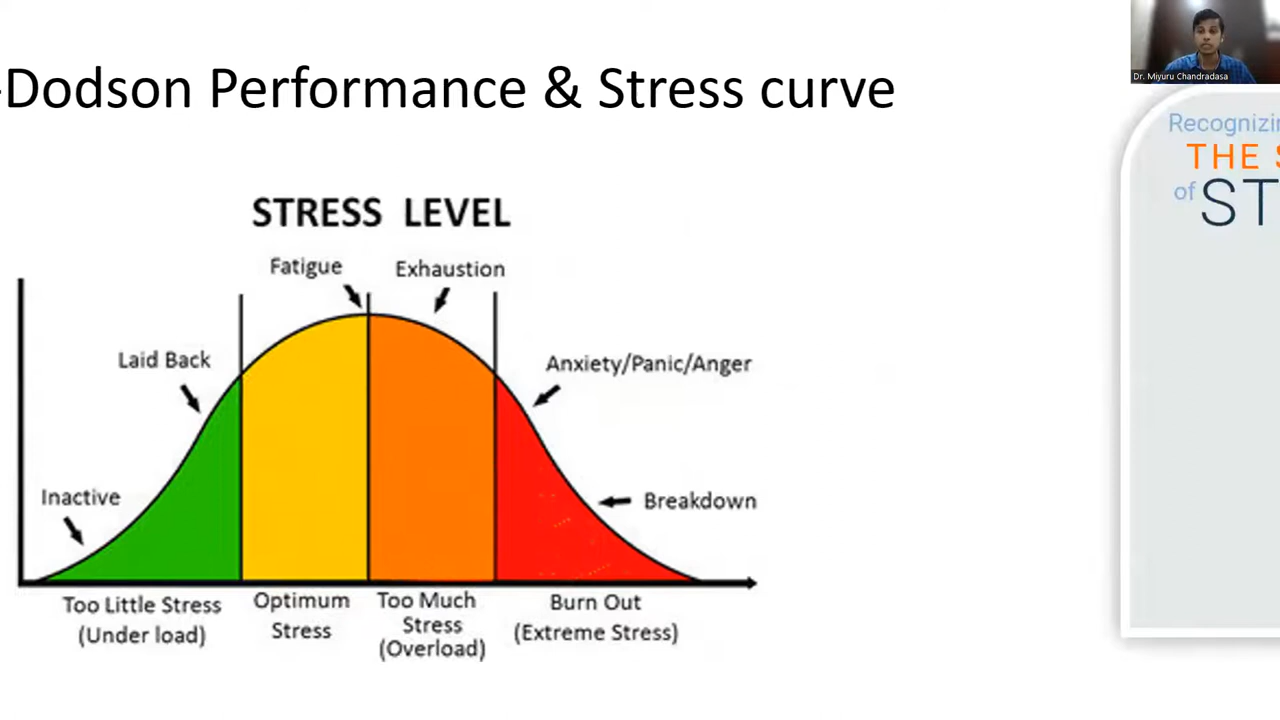 -Dodson Performance & Stress curve
Dr. Miyuru Chandradasa
Recognizin
THE S
of ST
STRESS LEVEL
Fatigue
Exhaustion
Laid Back
Anxiety/Panic/Anger
Inactive
Breakdown
Too Little Stress
(Under load)
Optimum
Stress
Too Much
Stress
(Overload)
Burn Out
(Extreme Stress)